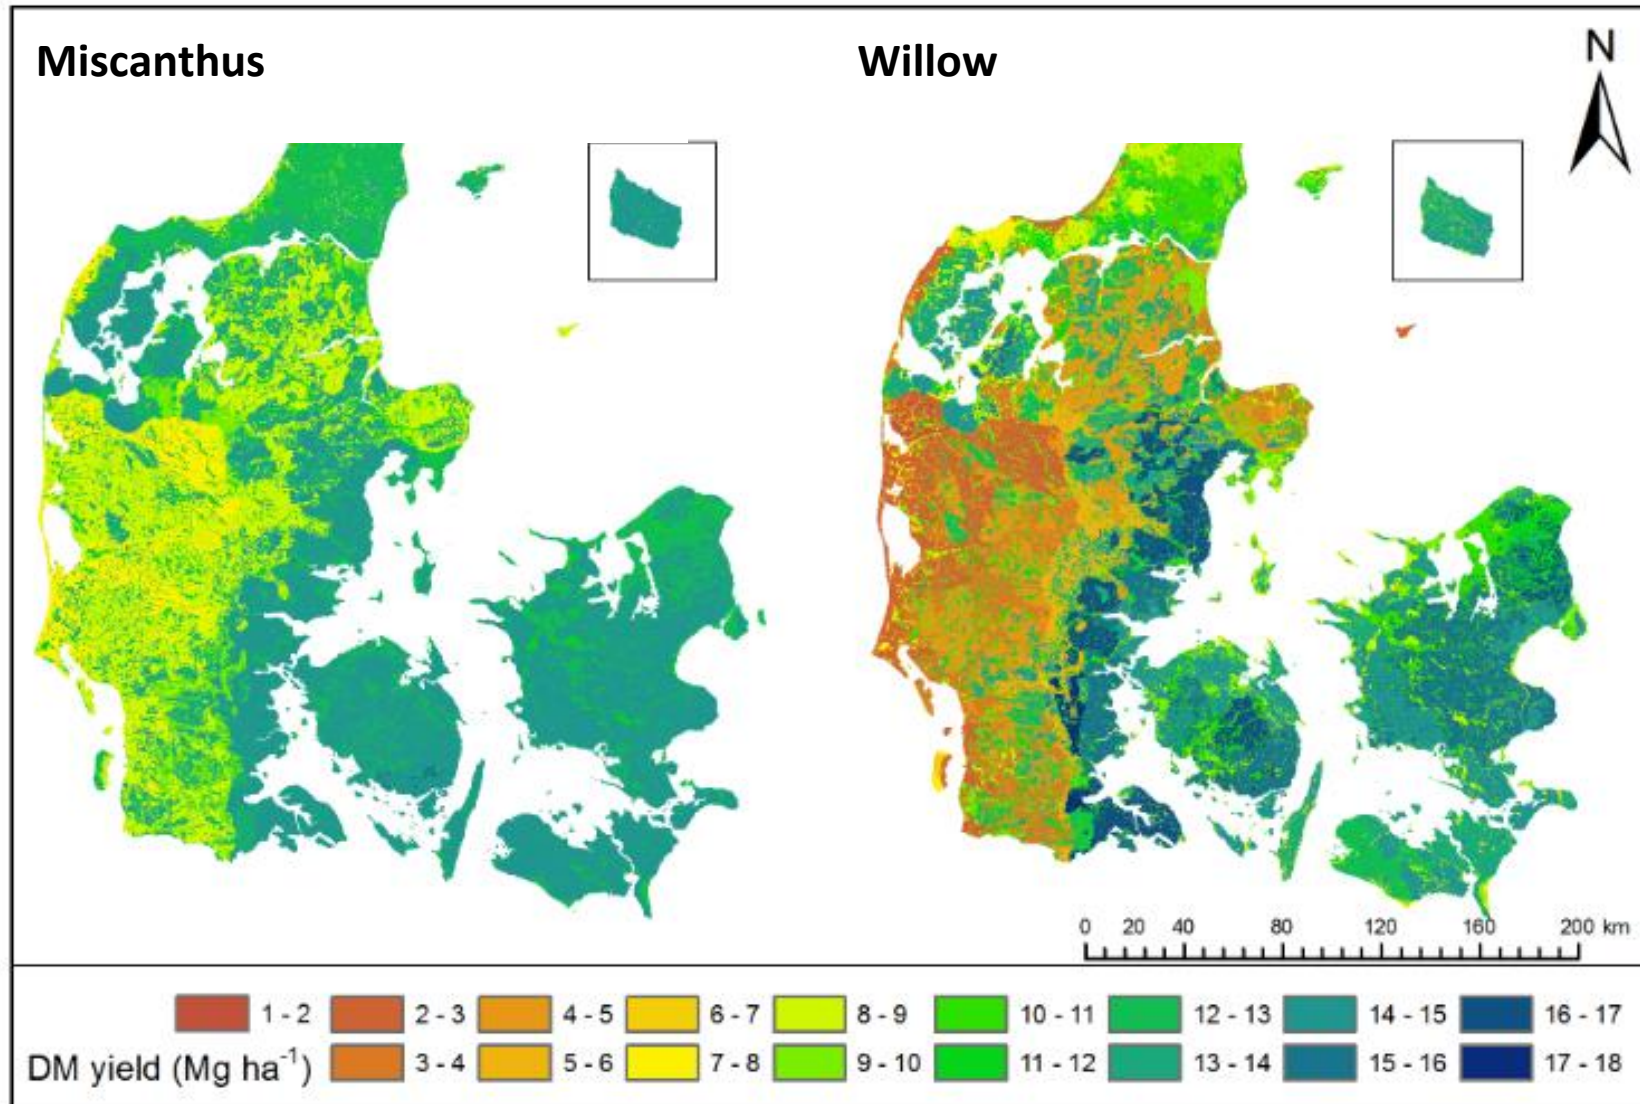 Miscanthus
Willow
N
0 20 40 80 120 160 200 km
1 - 2 2 - 3 4 - 5 6 - 7 8 - 9 10 - 11 12 - 13 14 - 15 16 - 17
DM yield (Mg ha⁻¹) 3 - 4 5 - 6 7 - 8 9 - 10 11 - 12 13 - 14 15 - 16 17 - 18